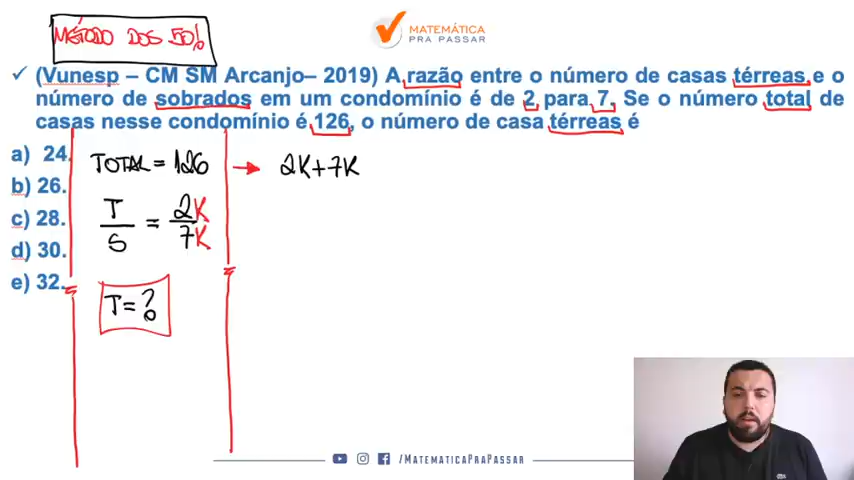 MÉTODO DOS 50%
MATEMÁTICA
PRA PASSAR
✓ (Vunesp – CM SM Arcanjo– 2019) A razão entre o número de casas térreas e o
número de sobrados em um condomínio é de 2 para 7. Se o número total de
casas nesse condomínio é 126, o número de casa térreas é
a) 24.
b) 26.
c) 28.
d) 30.
e) 32.
TOTAL = 126 → 2K+7K
T/S = 2K/7K
T = ?
/MATEMATICAPRAPASSAR